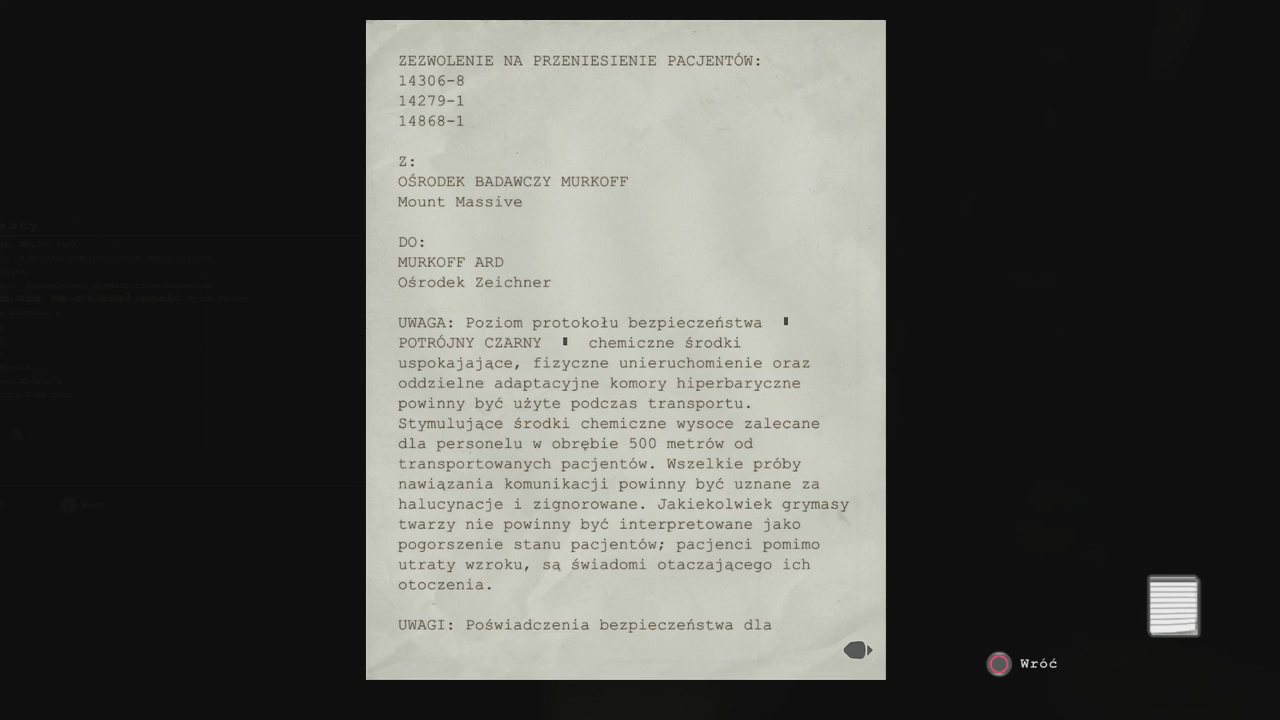 ZEZWOLENIE NA PRZENIESIENIE PACJENTÓW:
14306-8
14279-1
14868-1
Z:
OŚRODEK BADAWCZY MURKOFF
Mount Massive
DO:
MURKOFF ARD
Ośrodek Zeichner
UWAGA: Poziom protokołu bezpieczeństwa
POTRÓJNY CZARNY chemiczne środki
uspokajające, fizyczne unieruchomienie oraz
oddzielne adaptacyjne komory hiperbaryczne
powinny być użyte podczas transportu.
Stymulujące środki chemiczne wysoce zalecane
dla personelu w obrębie 500 metrów od
transportowanych pacjentów. Wszelkie próby
nawiązania komunikacji powinny być uznane za
halucynacje i zignorowane. Jakiekolwiek grymasy
twarzy nie powinny być interpretowane jako
pogorszenie stanu pacjentów; pacjenci pomimo
utraty wzroku, są świadomi otaczającego ich
otoczenia.
UWAGI: Poświadczenia bezpieczeństwa dla
Wróć